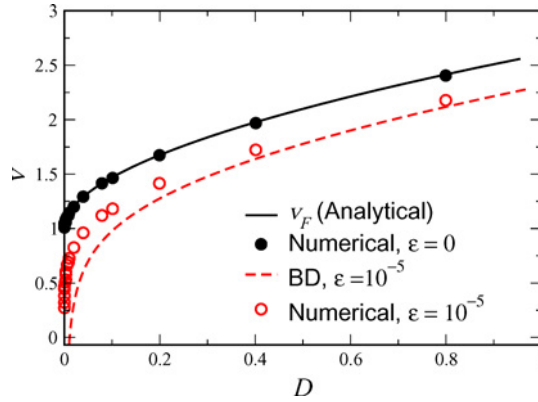 3
2.5
2
1.5
1
0.5
0
v
0
0.2
0.4
0.6
0.8
D
v_F (Analytical)
Numerical, ε = 0
BD, ε = 10⁻⁵
Numerical, ε = 10⁻⁵